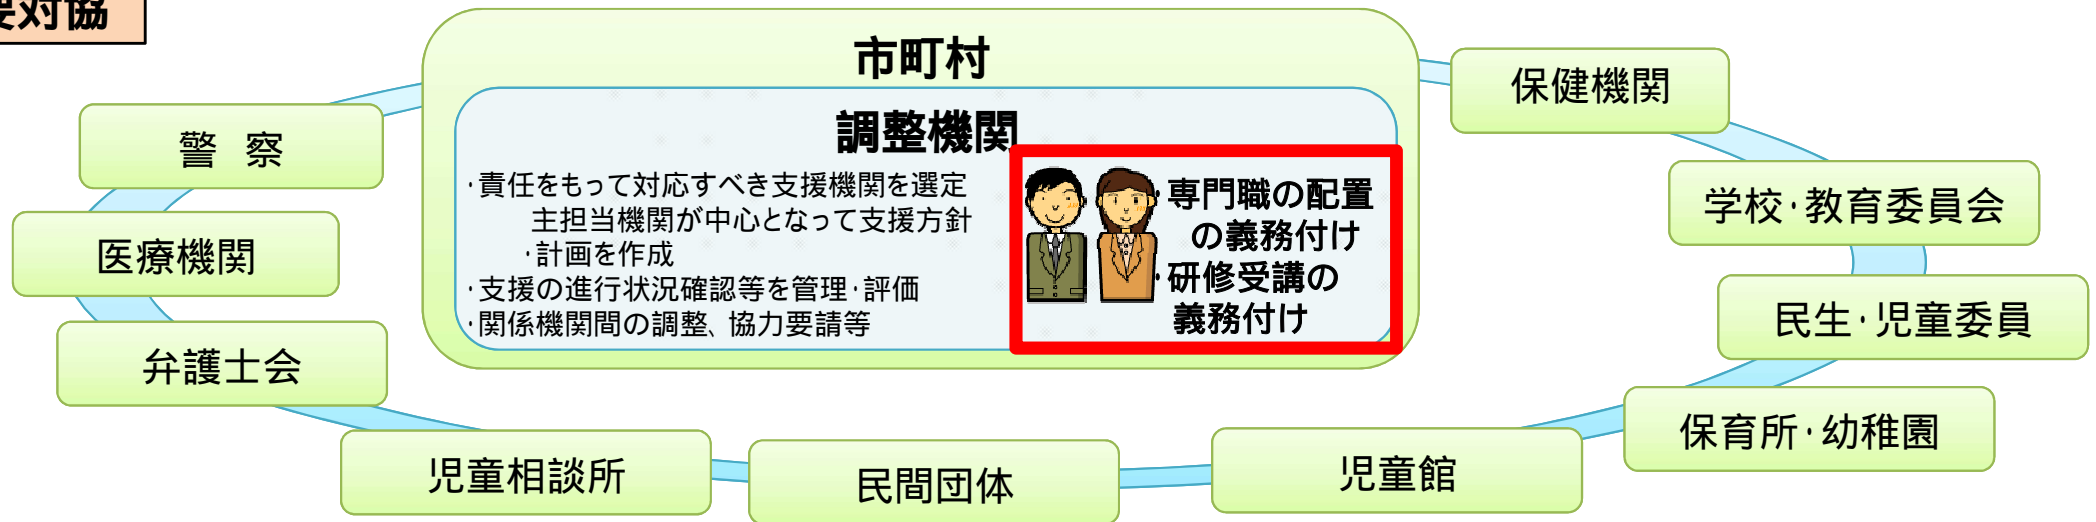 要対協
市町村
調整機関
・責任をもって対応すべき支援機関を選定
主担当機関が中心となって支援方針
・計画を作成
・支援の進行状況確認等を管理・評価
・関係機関間の調整、協力要請等
・専門職の配置
の義務付け
・研修受講の
義務付け
警 察
医療機関
弁護士会
児童相談所
民間団体
児童館
保育所・幼稚園
民生・児童委員
学校・教育委員会
保健機関